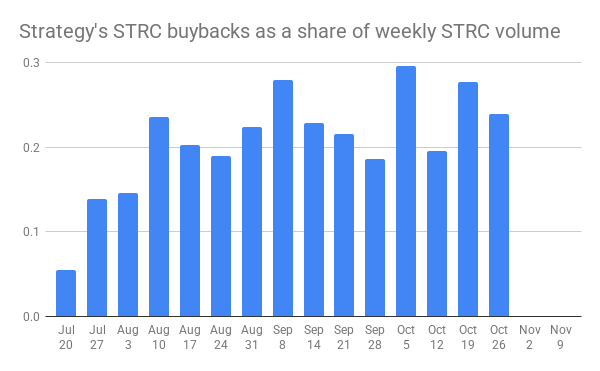 Strategy's STRC buybacks as a share of weekly STRC volume
0.3
0.2
0.1
0.0
Jul 20
Jul 27
Aug 3
Aug 10
Aug 17
Aug 24
Aug 31
Sep 8
Sep 14
Sep 21
Sep 28
Oct 5
Oct 12
Oct 19
Oct 26
Nov 2
Nov 9